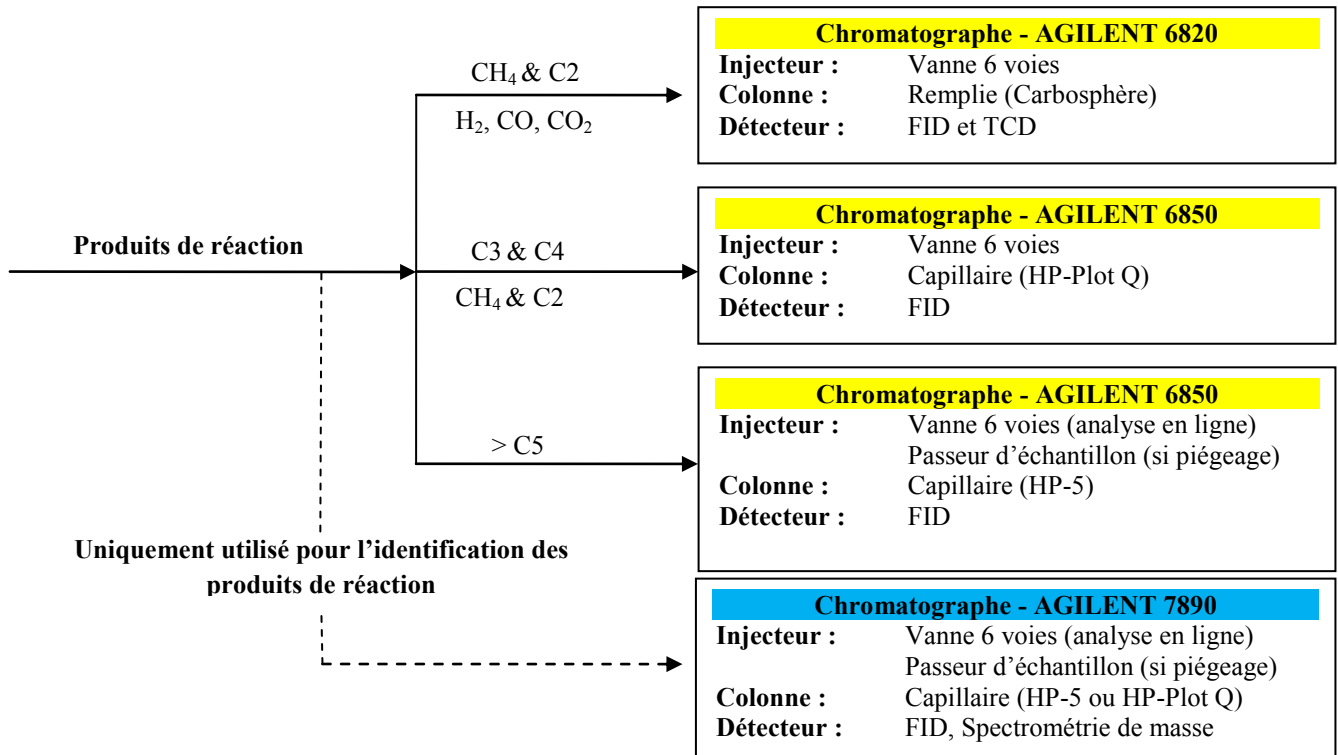 Chromatographe - AGILENT 6820
Injecteur : Vanne 6 voies
Colonne : Remplie (Carbosphère)
Détecteur : FID et TCD
CH₄ & C2
H₂, CO, CO₂
Produits de réaction
C3 & C4
CH₄ & C2
Chromatographe - AGILENT 6850
Injecteur : Vanne 6 voies
Colonne : Capillaire (HP-Plot Q)
Détecteur : FID
> C5
Chromatographe - AGILENT 6850
Injecteur : Vanne 6 voies (analyse en ligne)
Passeur d'échantillon (si piégeage)
Colonne : Capillaire (HP-5)
Détecteur : FID
Uniquement utilisé pour l'identification des
produits de réaction
Chromatographe - AGILENT 7890
Injecteur : Vanne 6 voies (analyse en ligne)
Passeur d'échantillon (si piégeage)
Colonne : Capillaire (HP-5 ou HP-Plot Q)
Détecteur : FID, Spectrométrie de masse